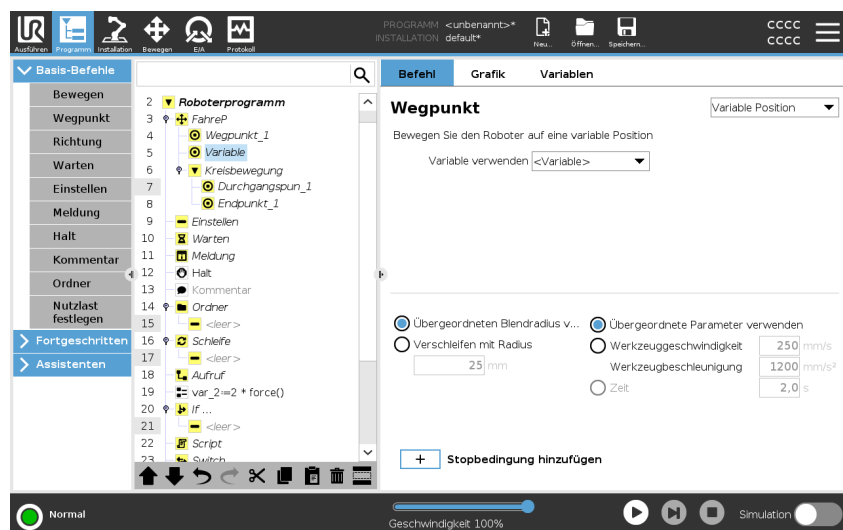 PROGRAMM <unbenannt>*
INSTALLATION default*
Neu...
Öffnen...
Speichern...
CCCC
CCCC
Ausführen
Programm
Installation
Bewegen
E/A
Protokoll
Basis-Befehle
Bewegen
Wegpunkt
Richtung
Warten
Einstellen
Meldung
Halt
Kommentar
Ordner
Nutzlast
festlegen
Fortgeschritten
Assistenten
2 Roboterprogramm
3 FahreP
4 Wegpunkt_1
5 Variable
6 Kreisbewegung
7 Durchgangspun_1
8 Endpunkt_1
9 Einstellen
10 Warten
11 Meldung
12 Halt
13 Kommentar
14 Ordner
15 <leer>
16 Schleife
17 <leer>
18 Aufruf
19 var_2:=2 * force()
20 If ...
21 <leer>
22 Script
23 Switch
Befehl Grafik Variablen
Wegpunkt
Variable Position
Bewegen Sie den Roboter auf eine variable Position
Variable verwenden <Variable>
Übergeordneten Blendradius v...
Verschleifen mit Radius
25 mm
Übergeordnete Parameter verwenden
Werkzeuggeschwindigkeit 250 mm/s
Werkzeugbeschleunigung 1200 mm/s²
Zeit 2,0 s
+ Stopbedingung hinzufügen
Normal
Geschwindigkeit 100%
Simulation